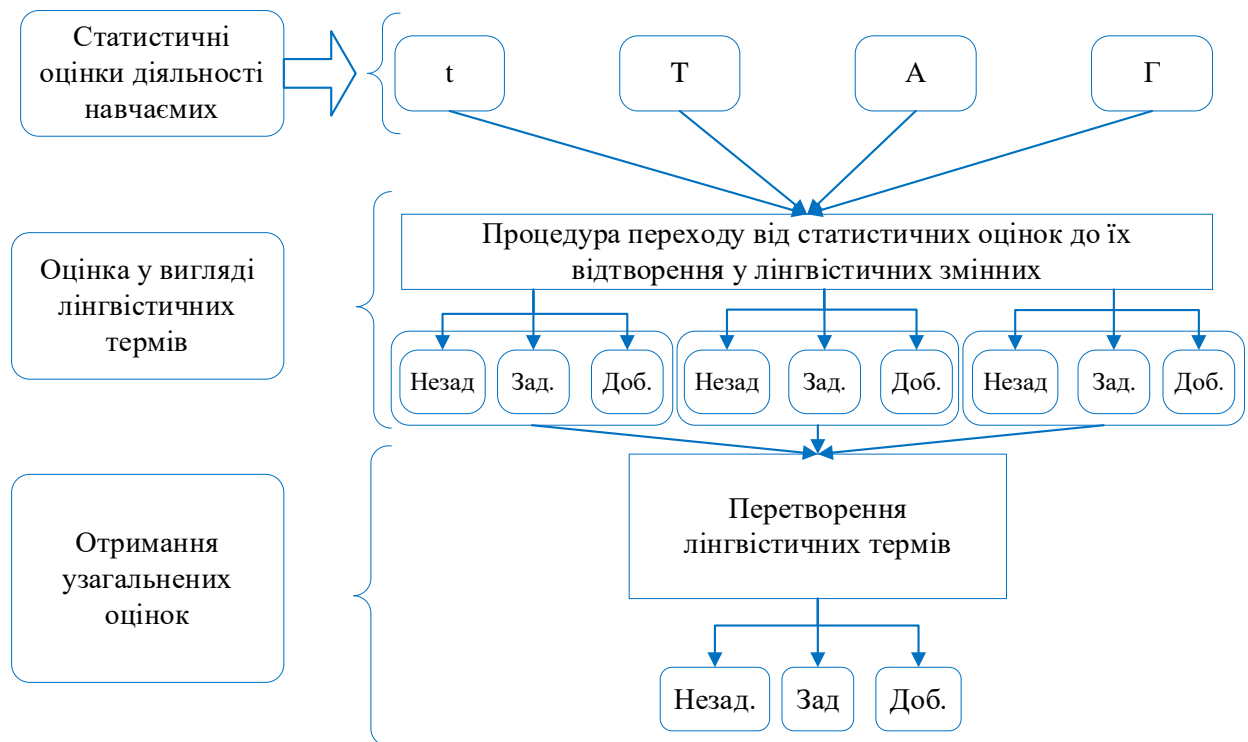 Статистичні
оцінки діяльності
навчаємих
t
Т
А
Г
Оцінка у вигляді
лінгвістичних
термів
Процедура переходу від статистичних оцінок до їх
відтворення у лінгвістичних змінних
Незад
Зад.
Доб.
Незад
Зад.
Доб.
Незад
Зад.
Доб.
Отримання
узагальнених
оцінок
Перетворення
лінгвістичних термів
Незад.
Зад
Доб.